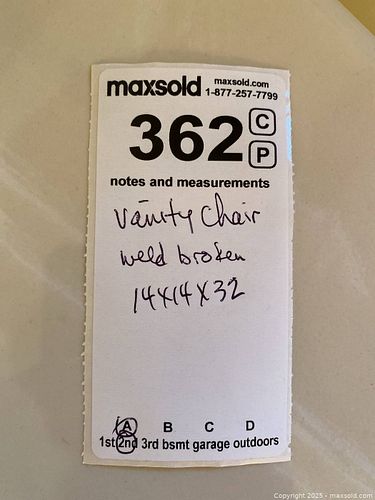 maxsold maxsold.com
1-877-257-7799
362 C
P
notes and measurements
Vanity Chair
weld broken
14x14x32
A B C D
1st 2nd 3rd bsmt garage outdoors
Copyright 2025 - maxsold.com